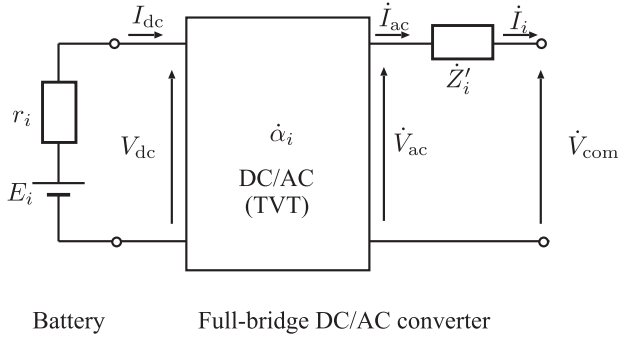 I_dc
İ_ac
İ_i
Ż′_i
r_i
V_dc
α̇_i
V̇_ac
V̇_com
DC/AC
(TVT)
E_i
Battery
Full-bridge DC/AC converter